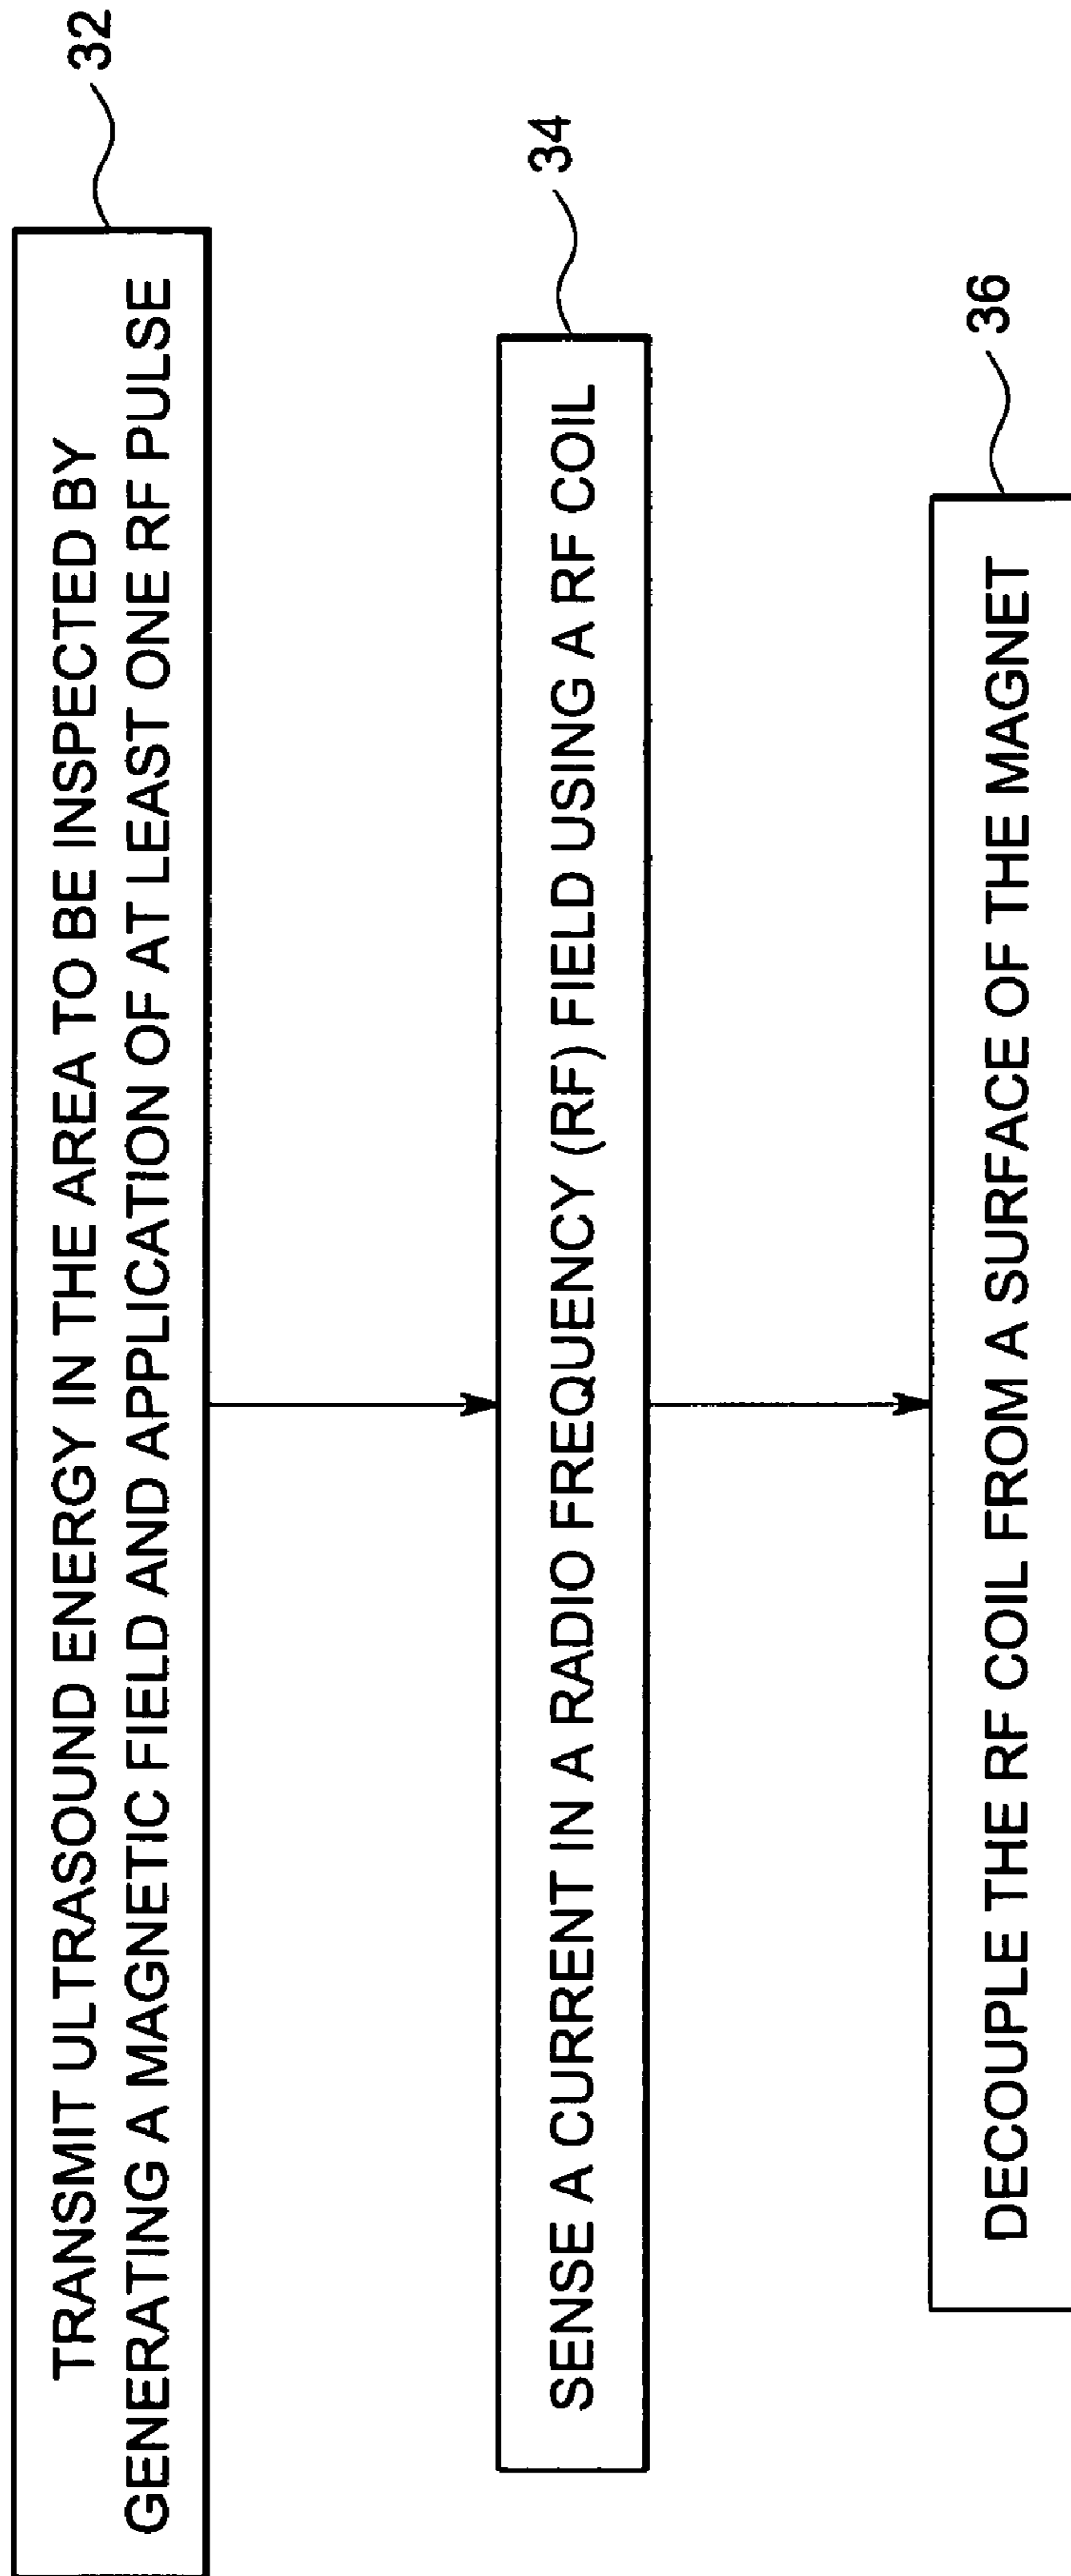 TRANSMIT ULTRASOUND ENERGY IN THE AREA TO BE INSPECTED BY
GENERATING A MAGNETIC FIELD AND APPLICATION OF AT LEAST ONE RF PULSE
32
SENSE A CURRENT IN A RADIO FREQUENCY (RF) FIELD USING A RF COIL
34
DECOUPLE THE RF COIL FROM A SURFACE OF THE MAGNET
36